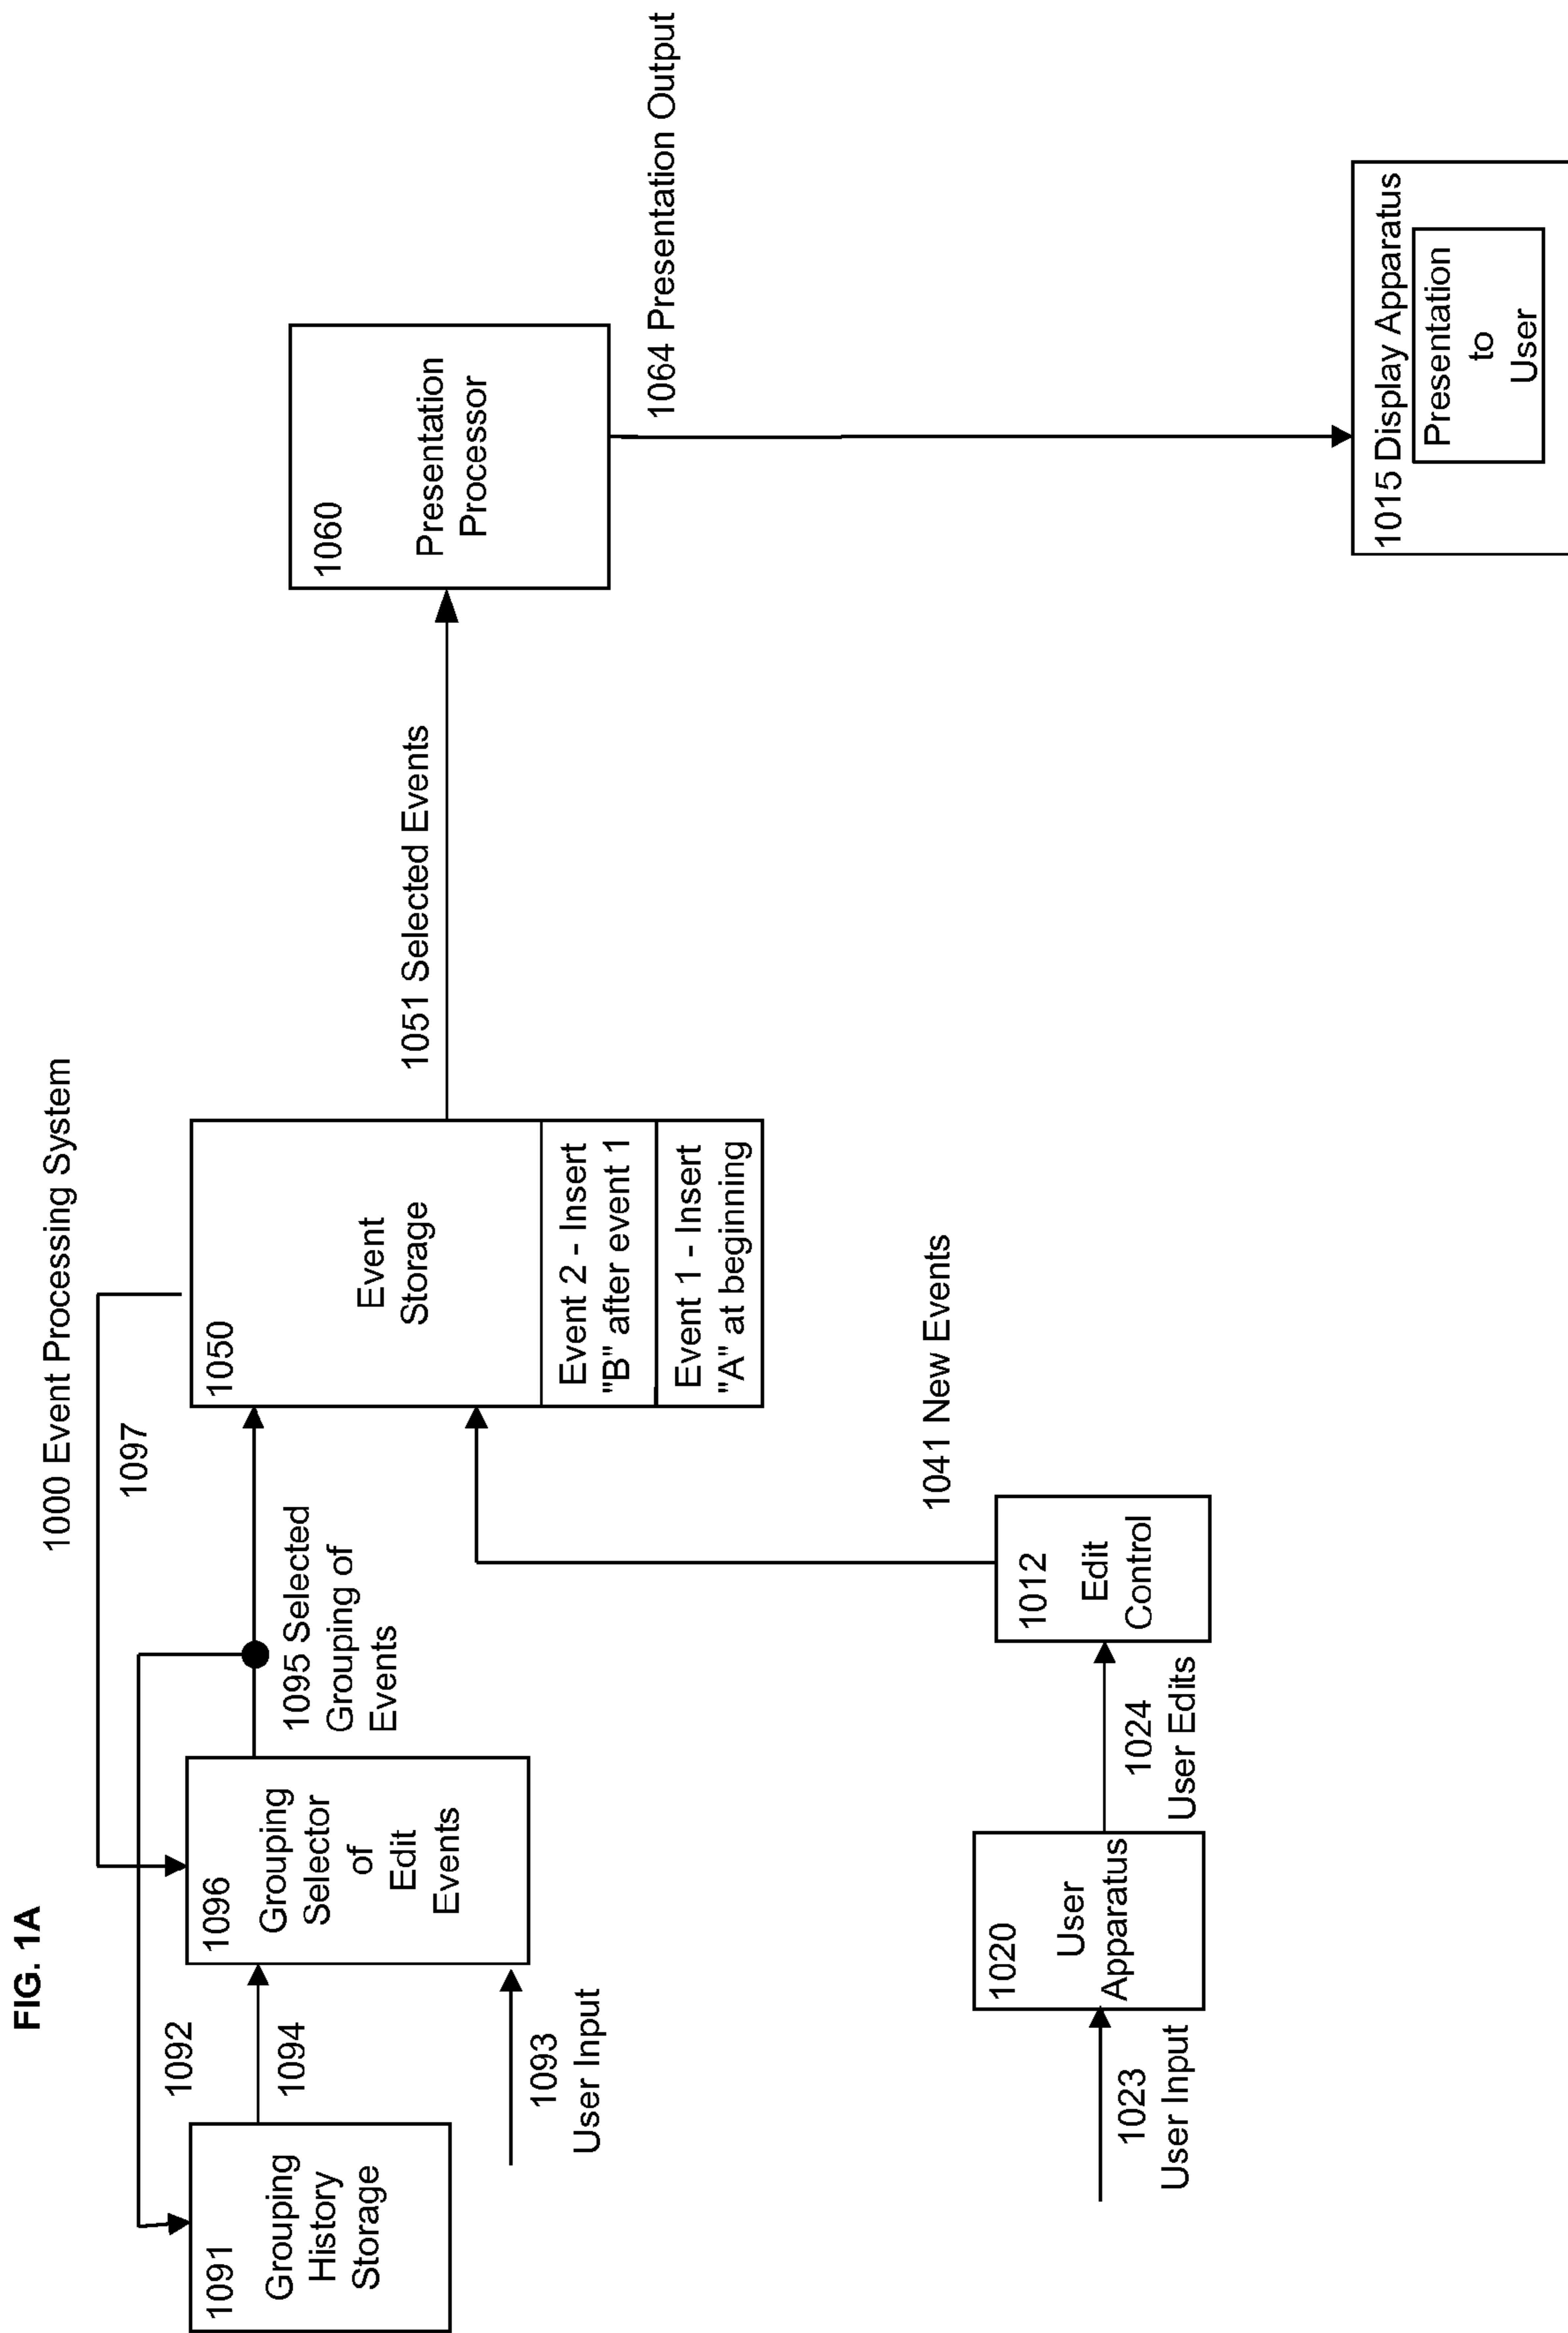 FIG. 1A
1000 Event Processing System
1092
1097
1091
Grouping
History
Storage
1094
1096
Grouping
Selector
of
Edit
Events
1095 Selected
Grouping of
Events
1050
Event
Storage
Event 2 - Insert
"B" after event 1
Event 1 - Insert
"A" at beginning
1051 Selected Events
1060
Presentation
Processor
1093
User Input
1064 Presentation Output
1041 New Events
1023
User Input
1020
User
Apparatus
1024
User Edits
1012
Edit
Control
1015 Display Apparatus
Presentation
to
User